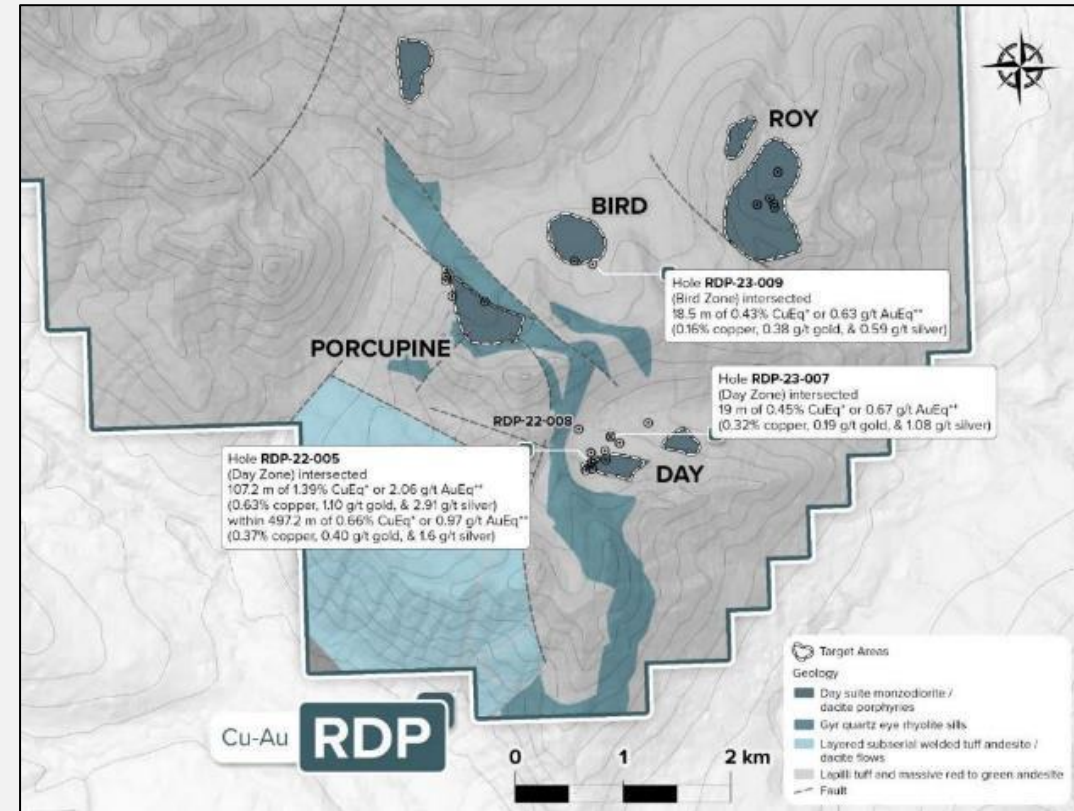 ROY
BIRD
Hole RDP-23-009
(Bird Zone) intersected
18.5 m of 0.43% CuEq* or 0.63 g/t AuEq**
(0.16% copper, 0.38 g/t gold, & 0.59 g/t silver)
PORCUPINE
Hole RDP-23-007
(Day Zone) intersected
19 m of 0.45% CuEq* or 0.67 g/t AuEq**
(0.32% copper, 0.19 g/t gold, & 1.08 g/t silver)
RDP-22-008
DAY
Hole RDP-22-005
(Day Zone) intersected
107.2 m of 1.39% CuEq* or 2.06 g/t AuEq**
(0.63% copper, 1.10 g/t gold, & 2.91 g/t silver)
within 497.2 m of 0.66% CuEq* or 0.97 g/t AuEq**
(0.37% copper, 0.40 g/t gold, & 1.6 g/t silver)
Target Areas
Geology
Day suite monzodiorite /
dacite porphyries
Gyr quartz eye rhyolite sills
Layered subaerial welded tuff andesite /
dacite flows
Lapilli tuff and massive red to green andesite
Fault
Cu-Au RDP
0 1 2 km